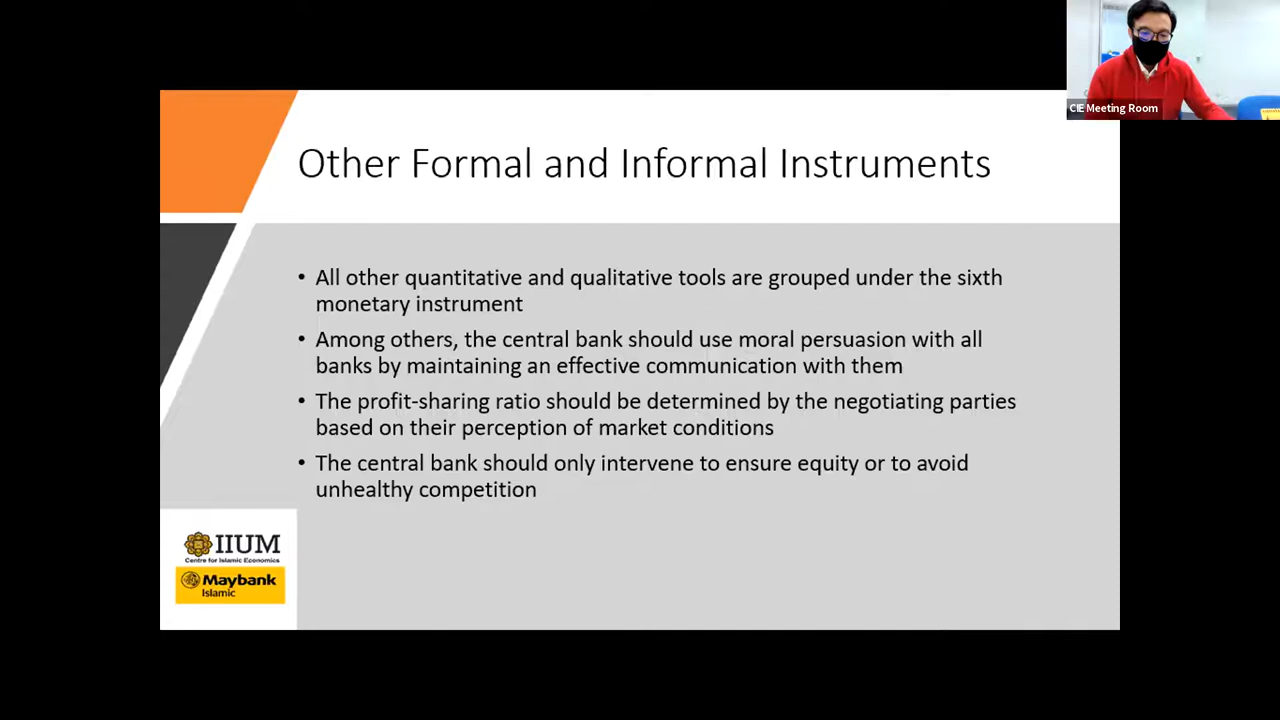 CIE Meeting Room
Other Formal and Informal Instruments
• All other quantitative and qualitative tools are grouped under the sixth
monetary instrument
• Among others, the central bank should use moral persuasion with all
banks by maintaining an effective communication with them
• The profit-sharing ratio should be determined by the negotiating parties
based on their perception of market conditions
• The central bank should only intervene to ensure equity or to avoid
unhealthy competition
IIUM
Centre for Islamic Economics
Maybank
Islamic